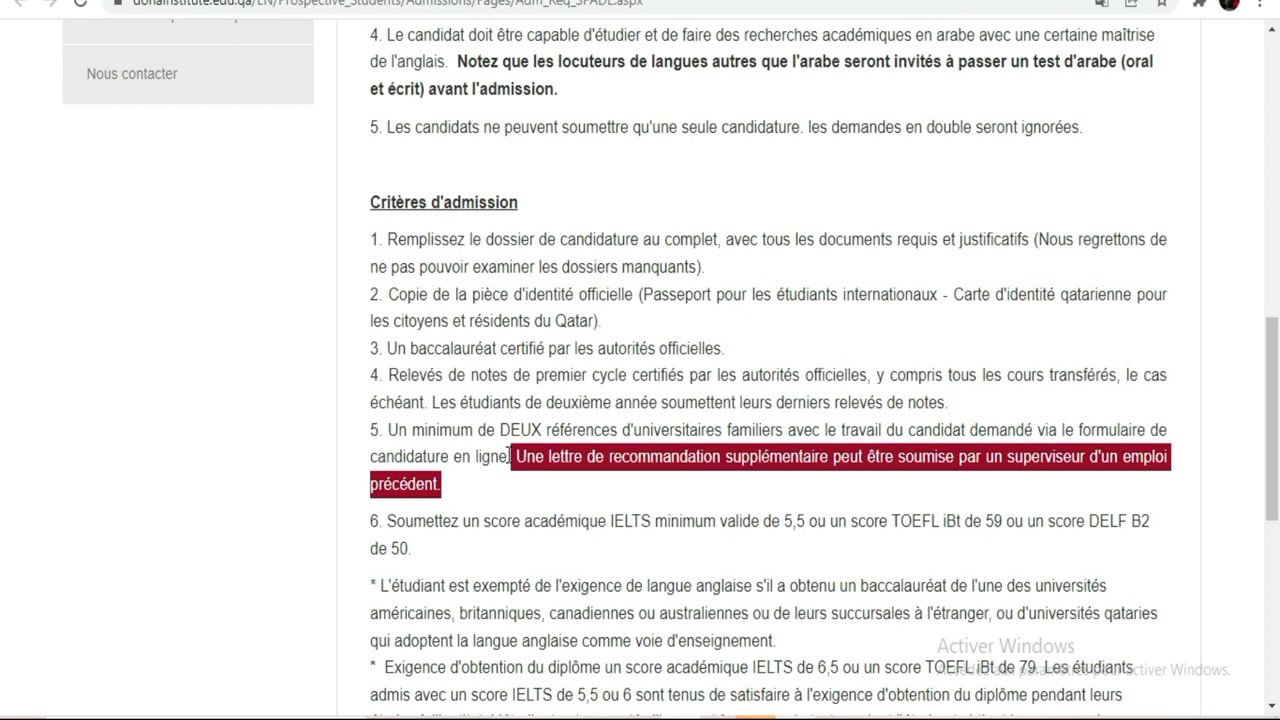 dohainstitute.edu.qa/EN/Prospective_Students/Admissions/Pages/Adm_Req_SPADE.aspx
Nous contacter
4. Le candidat doit être capable d'étudier et de faire des recherches académiques en arabe avec une certaine maîtrise
de l'anglais. Notez que les locuteurs de langues autres que l'arabe seront invités à passer un test d'arabe (oral
et écrit) avant l'admission.
5. Les candidats ne peuvent soumettre qu'une seule candidature. les demandes en double seront ignorées.
Critères d'admission
1. Remplissez le dossier de candidature au complet, avec tous les documents requis et justificatifs (Nous regrettons de
ne pas pouvoir examiner les dossiers manquants).
2. Copie de la pièce d'identité officielle (Passeport pour les étudiants internationaux - Carte d'identité qatarienne pour
les citoyens et résidents du Qatar).
3. Un baccalauréat certifié par les autorités officielles.
4. Relevés de notes de premier cycle certifiés par les autorités officielles, y compris tous les cours transférés, le cas
échéant. Les étudiants de deuxième année soumettent leurs derniers relevés de notes.
5. Un minimum de DEUX références d'universitaires familiers avec le travail du candidat demandé via le formulaire de
candidature en ligne. Une lettre de recommandation supplémentaire peut être soumise par un superviseur d'un emploi
précédent.
6. Soumettez un score académique IELTS minimum valide de 5,5 ou un score TOEFL iBt de 59 ou un score DELF B2
de 50.
* L'étudiant est exempté de l'exigence de langue anglaise s'il a obtenu un baccalauréat de l'une des universités
américaines, britanniques, canadiennes ou australiennes ou de leurs succursales à l'étranger, ou d'universités qataries
qui adoptent la langue anglaise comme voie d'enseignement.
Activer Windows
* Exigence d'obtention du diplôme un score académique IELTS de 6,5 ou un score TOEFL iBt de 79. Les étudiants
Accédez aux paramètres pour activer Windows.
admis avec un score IELTS de 5,5 ou 6 sont tenus de satisfaire à l'exigence d'obtention du diplôme pendant leurs